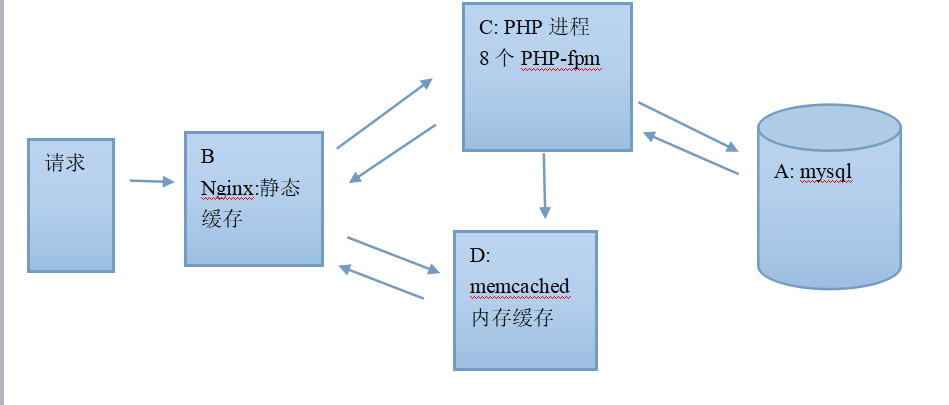 请求
B
Nginx:静态
缓存
C: PHP 进程
8 个 PHP-fpm
D:
memcached
内存缓存
A: mysql